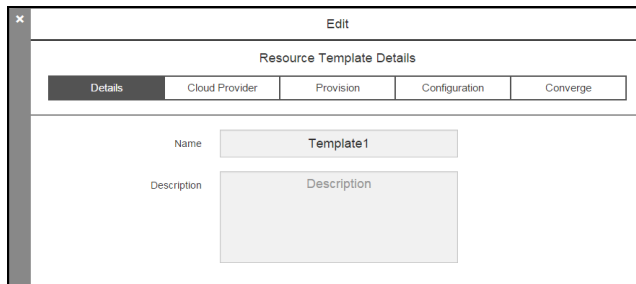 × Edit
Resource Template Details
Details Cloud Provider Provision Configuration Converge
Name Template1
Description Description